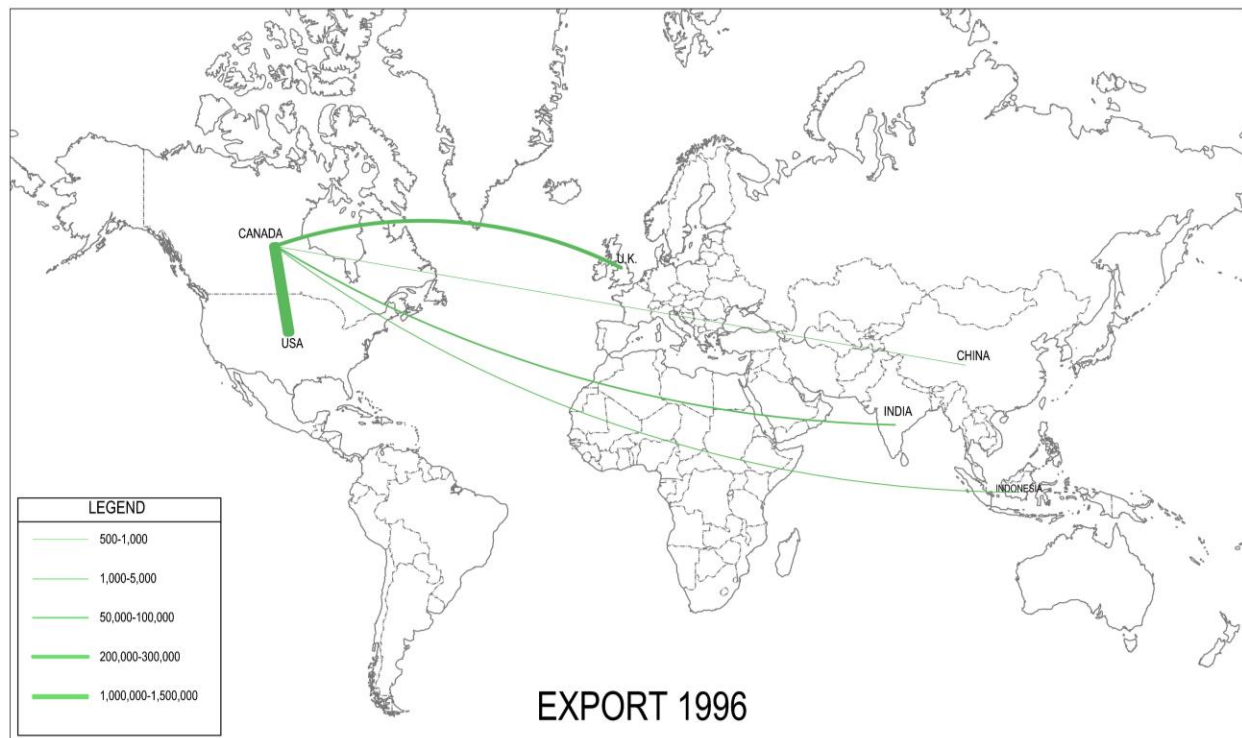 CANADA
U.K.
USA
CHINA
INDIA
INDONESIA
LEGEND
500-1,000
1,000-5,000
50,000-100,000
200,000-300,000
1,000,000-1,500,000
EXPORT 1996